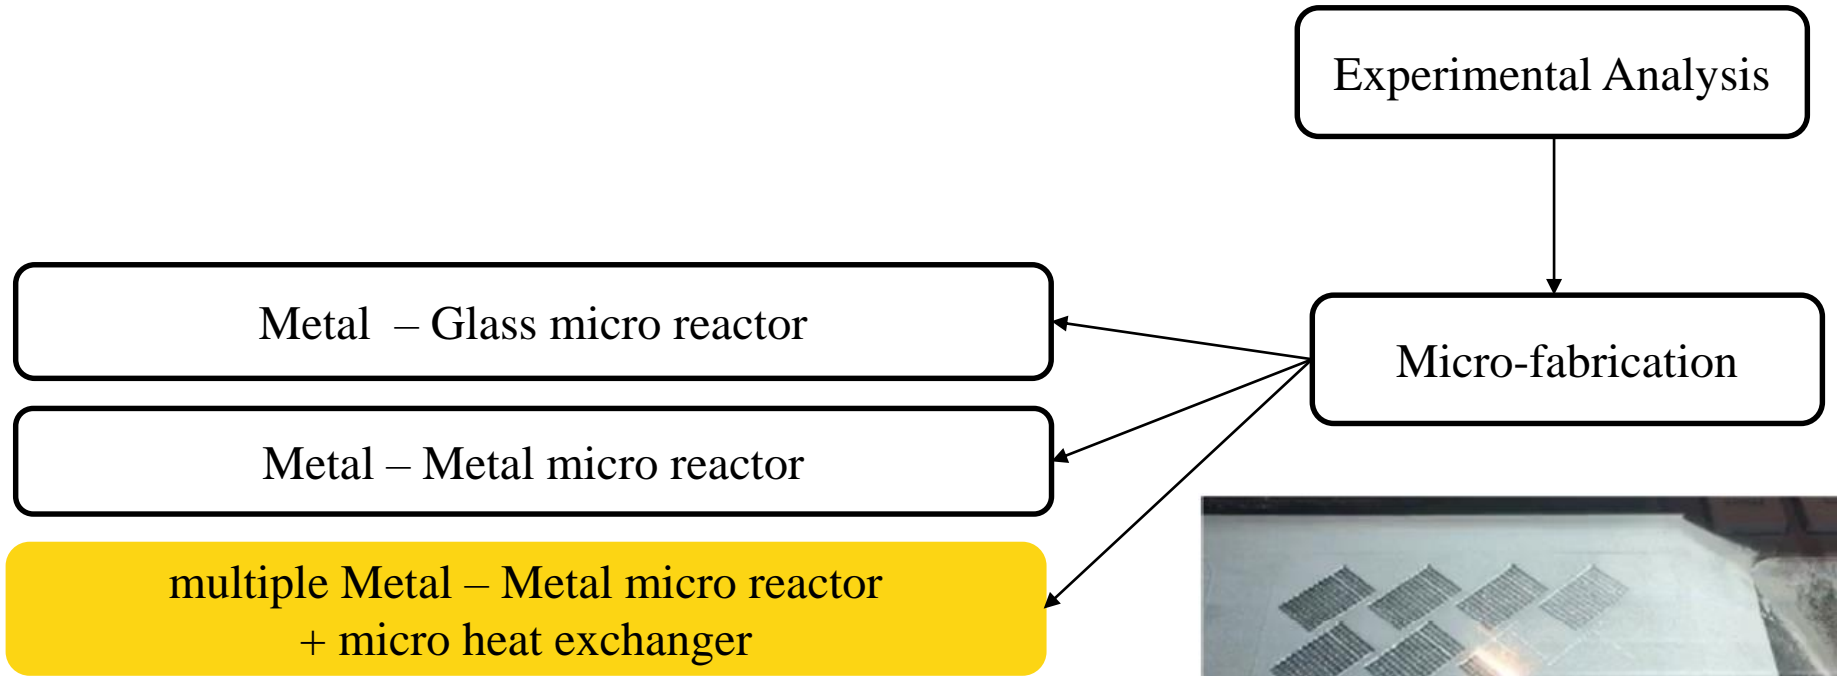 Experimental Analysis
Metal – Glass micro reactor
Micro-fabrication
Metal – Metal micro reactor
multiple Metal – Metal micro reactor
+ micro heat exchanger